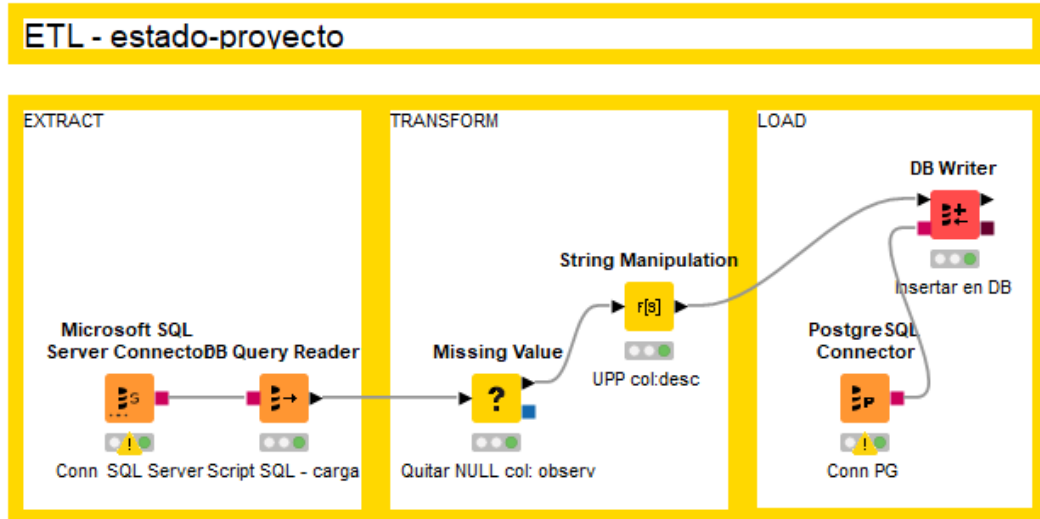 ETL - estado-proyecto
EXTRACT
TRANSFORM
LOAD
DB Writer
Insertar en DB
String Manipulation
F[S]
UPP col:desc
Microsoft SQL
Server Connector
S
Conn SQL Server
DB Query Reader
Script SQL - carga
Missing Value
?
Quitar NULL col: observ
PostgreSQL
Connector
P
Conn PG